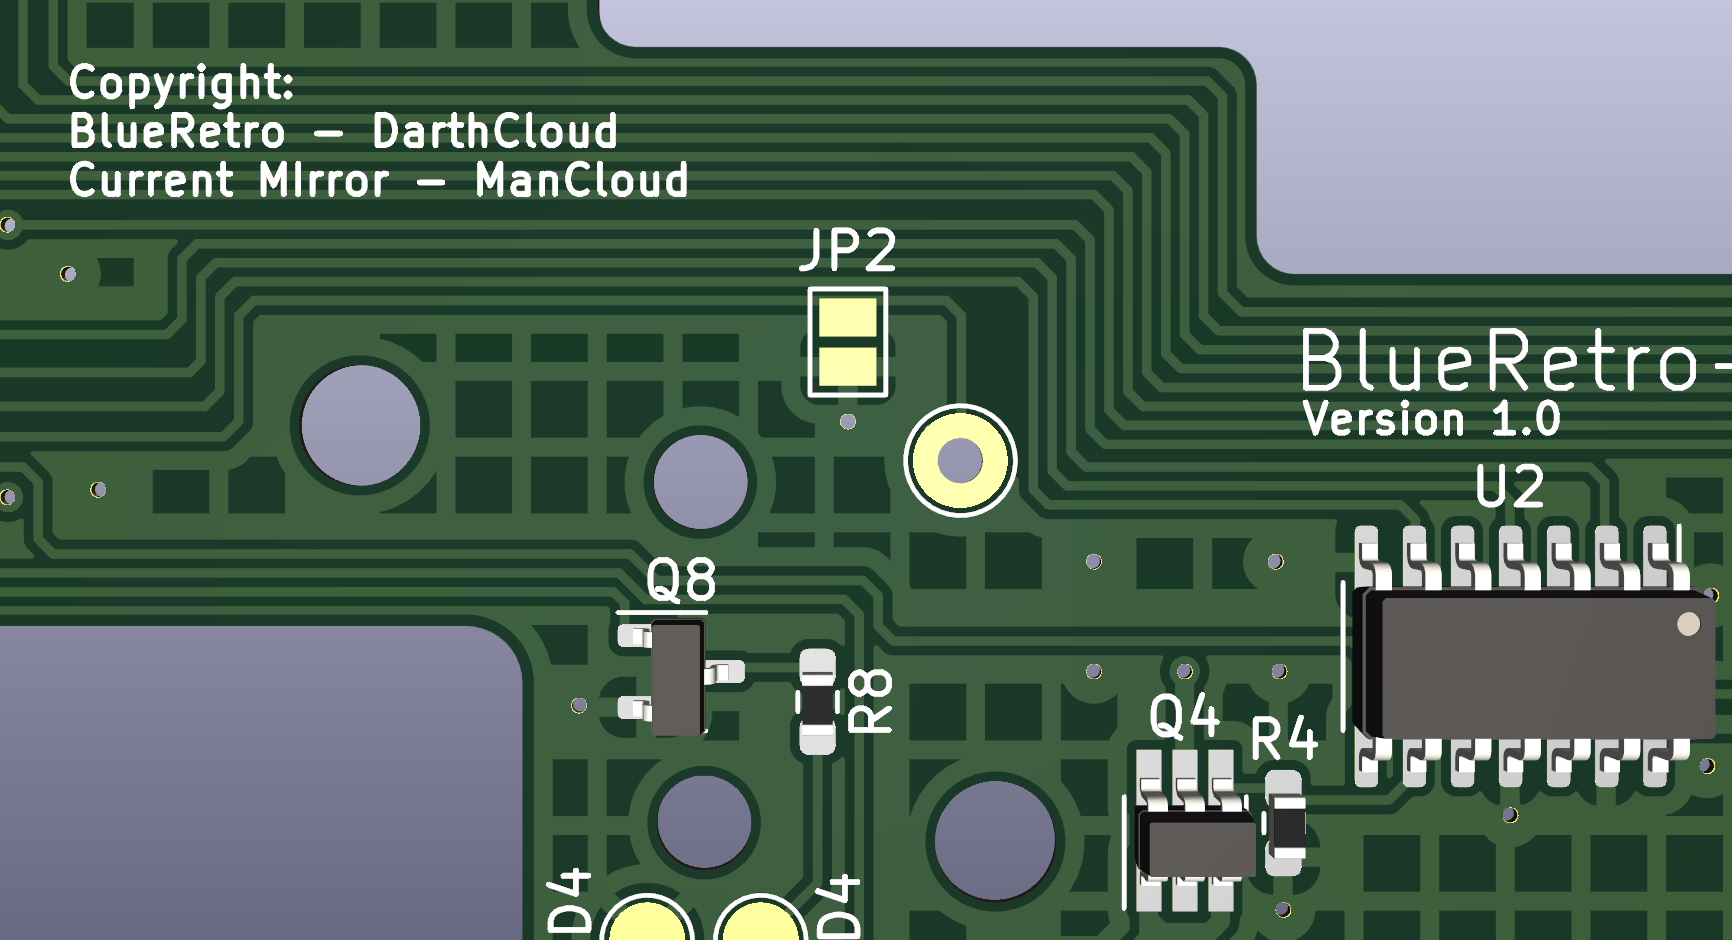 Copyright:
BlueRetro – DarthCloud
Current MIrror – ManCloud
JP2
BlueRetro-
Version 1.0
U2
Q8
R8
Q4
R4
D4
D4